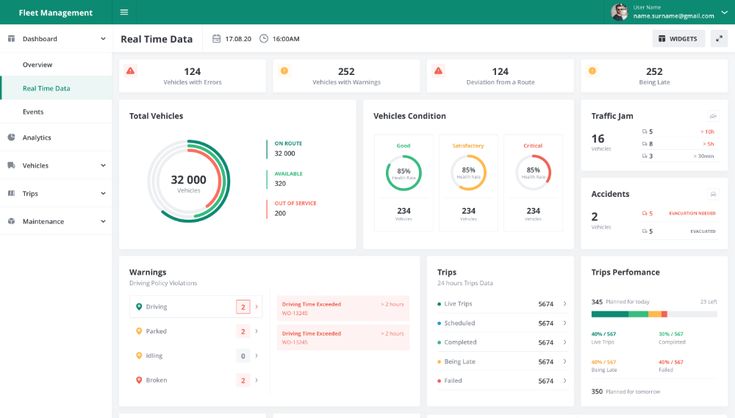 Fleet Management
User Name
name.surname@gmail.com
Dashboard
Overview
Real Time Data
Events
Analytics
Vehicles
Trips
Maintenance
Real Time Data
17.08.20
16:00AM
WIDGETS
124
Vehicles with Errors
252
Vehicles with Warnings
124
Deviation from a Route
252
Being Late
Total Vehicles
32 000
Vehicles
ON ROUTE
32 000
AVAILABLE
320
OUT OF SERVICE
200
Vehicles Condition
Good
85%
Health Rate
234
Vehicles
Satisfactory
85%
Health Rate
234
Vehicles
Critical
85%
Health Rate
234
Vehicles
Traffic Jam
16
vehicles
5 > 10h
8 > 5h
3 > 30min
Accidents
2
vehicles
5 EVACUATION NEEDED
5 EVACUATED
Warnings
Driving Policy Violations
Driving 2
Parked 2
Idling 0
Broken 2
Driving Time Exceeded > 2 hours
WO-13245
Driving Time Exceeded > 2 hours
WO-13245
Trips
24 hours Trips Data
Live Trips 5674
Scheduled 5674
Completed 5674
Being Late 5674
Failed 5674
Trips Perfomance
345 Planned for today 23 Left
40% / 567 30% / 567
Live Trips Completed
40% / 567 40% / 567
Being Late Failed
350 Planned for tomorrow